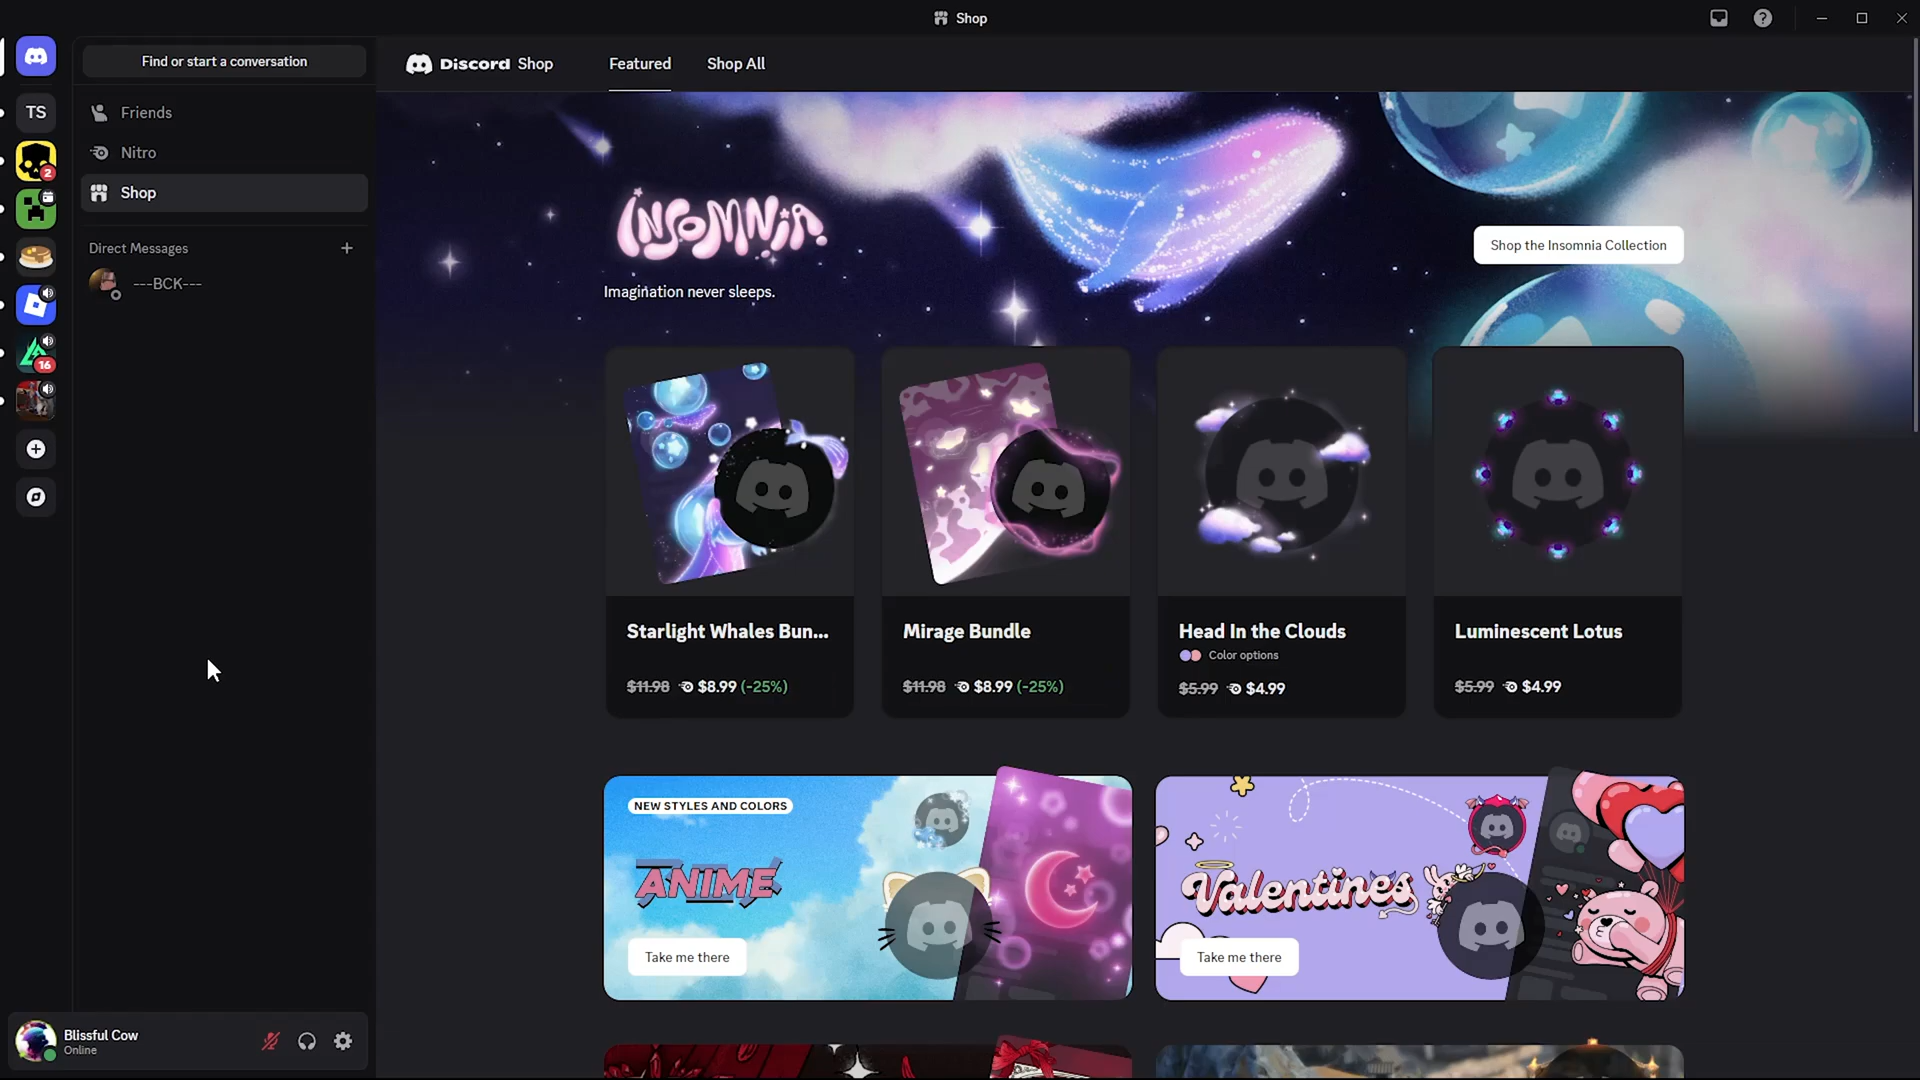 Shop
Find or start a conversation
Friends
Nitro
Shop
Direct Messages
---BCK---
TS
2
16
Blissful Cow
Online
Discord Shop
Featured
Shop All
INSOMNIA
Imagination never sleeps.
Shop the Insomnia Collection
Starlight Whales Bun...
$11.98 $8.99 (-25%)
Mirage Bundle
$11.98 $8.99 (-25%)
Head In the Clouds
Color options
$5.99 $4.99
Luminescent Lotus
$5.99 $4.99
NEW STYLES AND COLORS
ANIME
Take me there
Valentines
Take me there